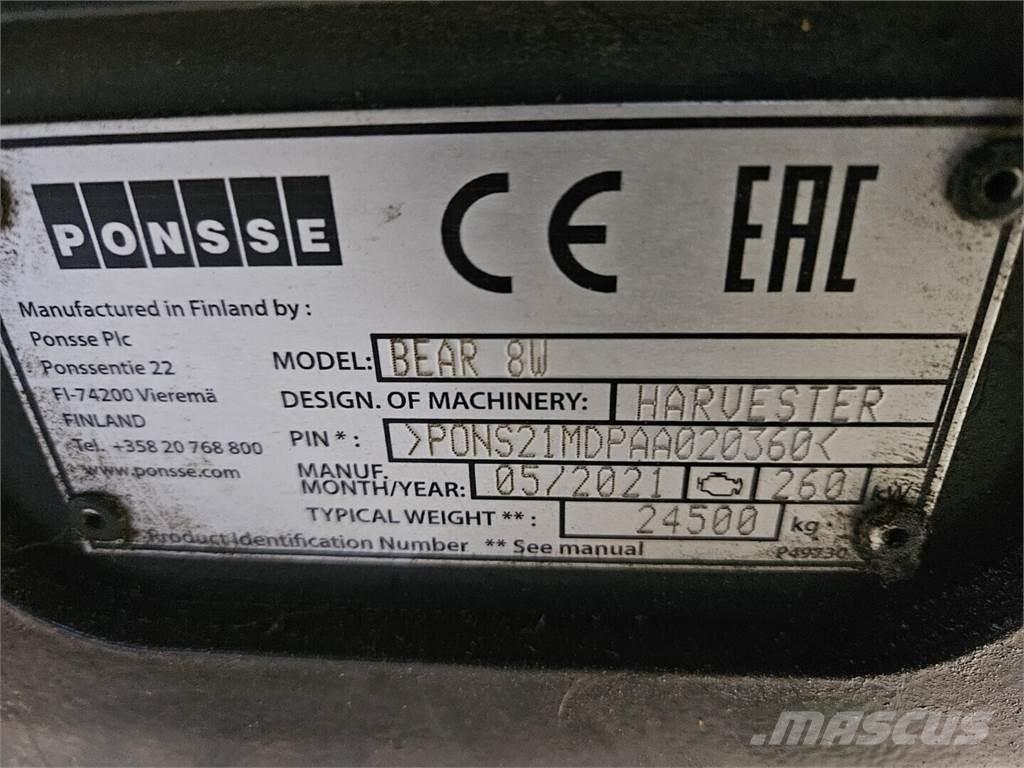 PONSSE CE EAC
Manufactured in Finland by :
Ponsse Plc
Ponssentie 22
FI-74200 Vieremä
FINLAND
Tel. +358 20 768 800
www.ponsse.com
MODEL: BEAR 8W
DESIGN. OF MACHINERY: HARVESTER
PIN * : >PONS21MDPAA020360<
MANUF.
MONTH/YEAR: 05/2021 260 kW
TYPICAL WEIGHT ** : 24500 kg
Product Identification Number ** See manual
MASCUS